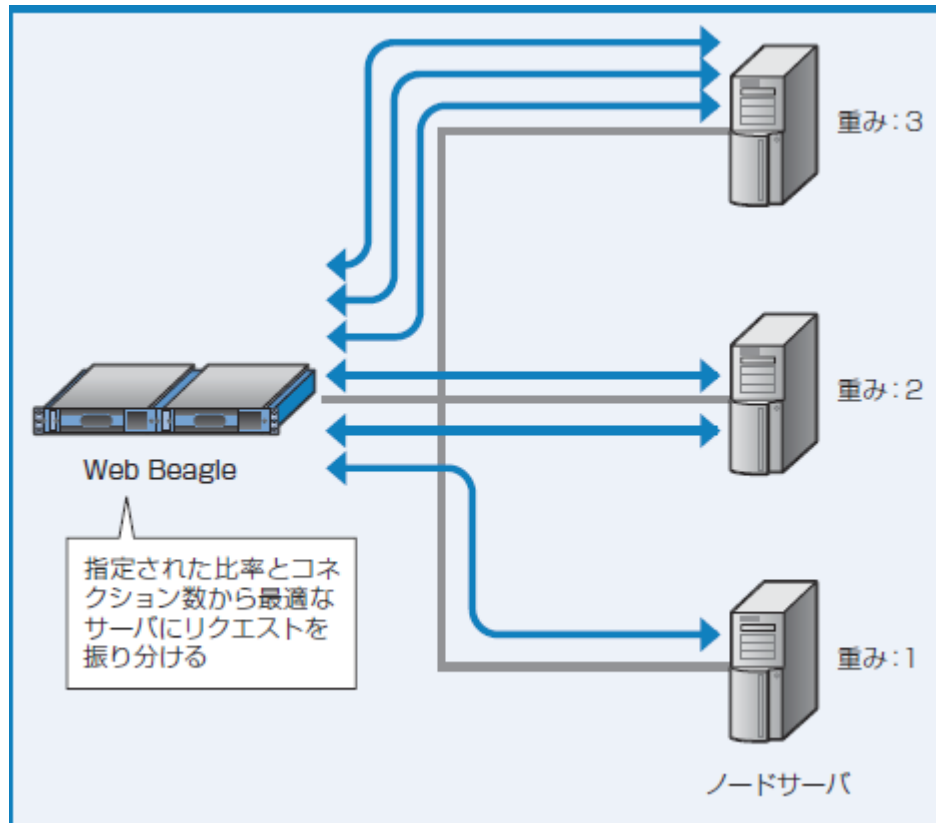 重み:3
重み:2
Web Beagle
指定された比率とコネ
クション数から最適な
サーバにリクエストを
振り分ける
重み:1
ノードサーバ